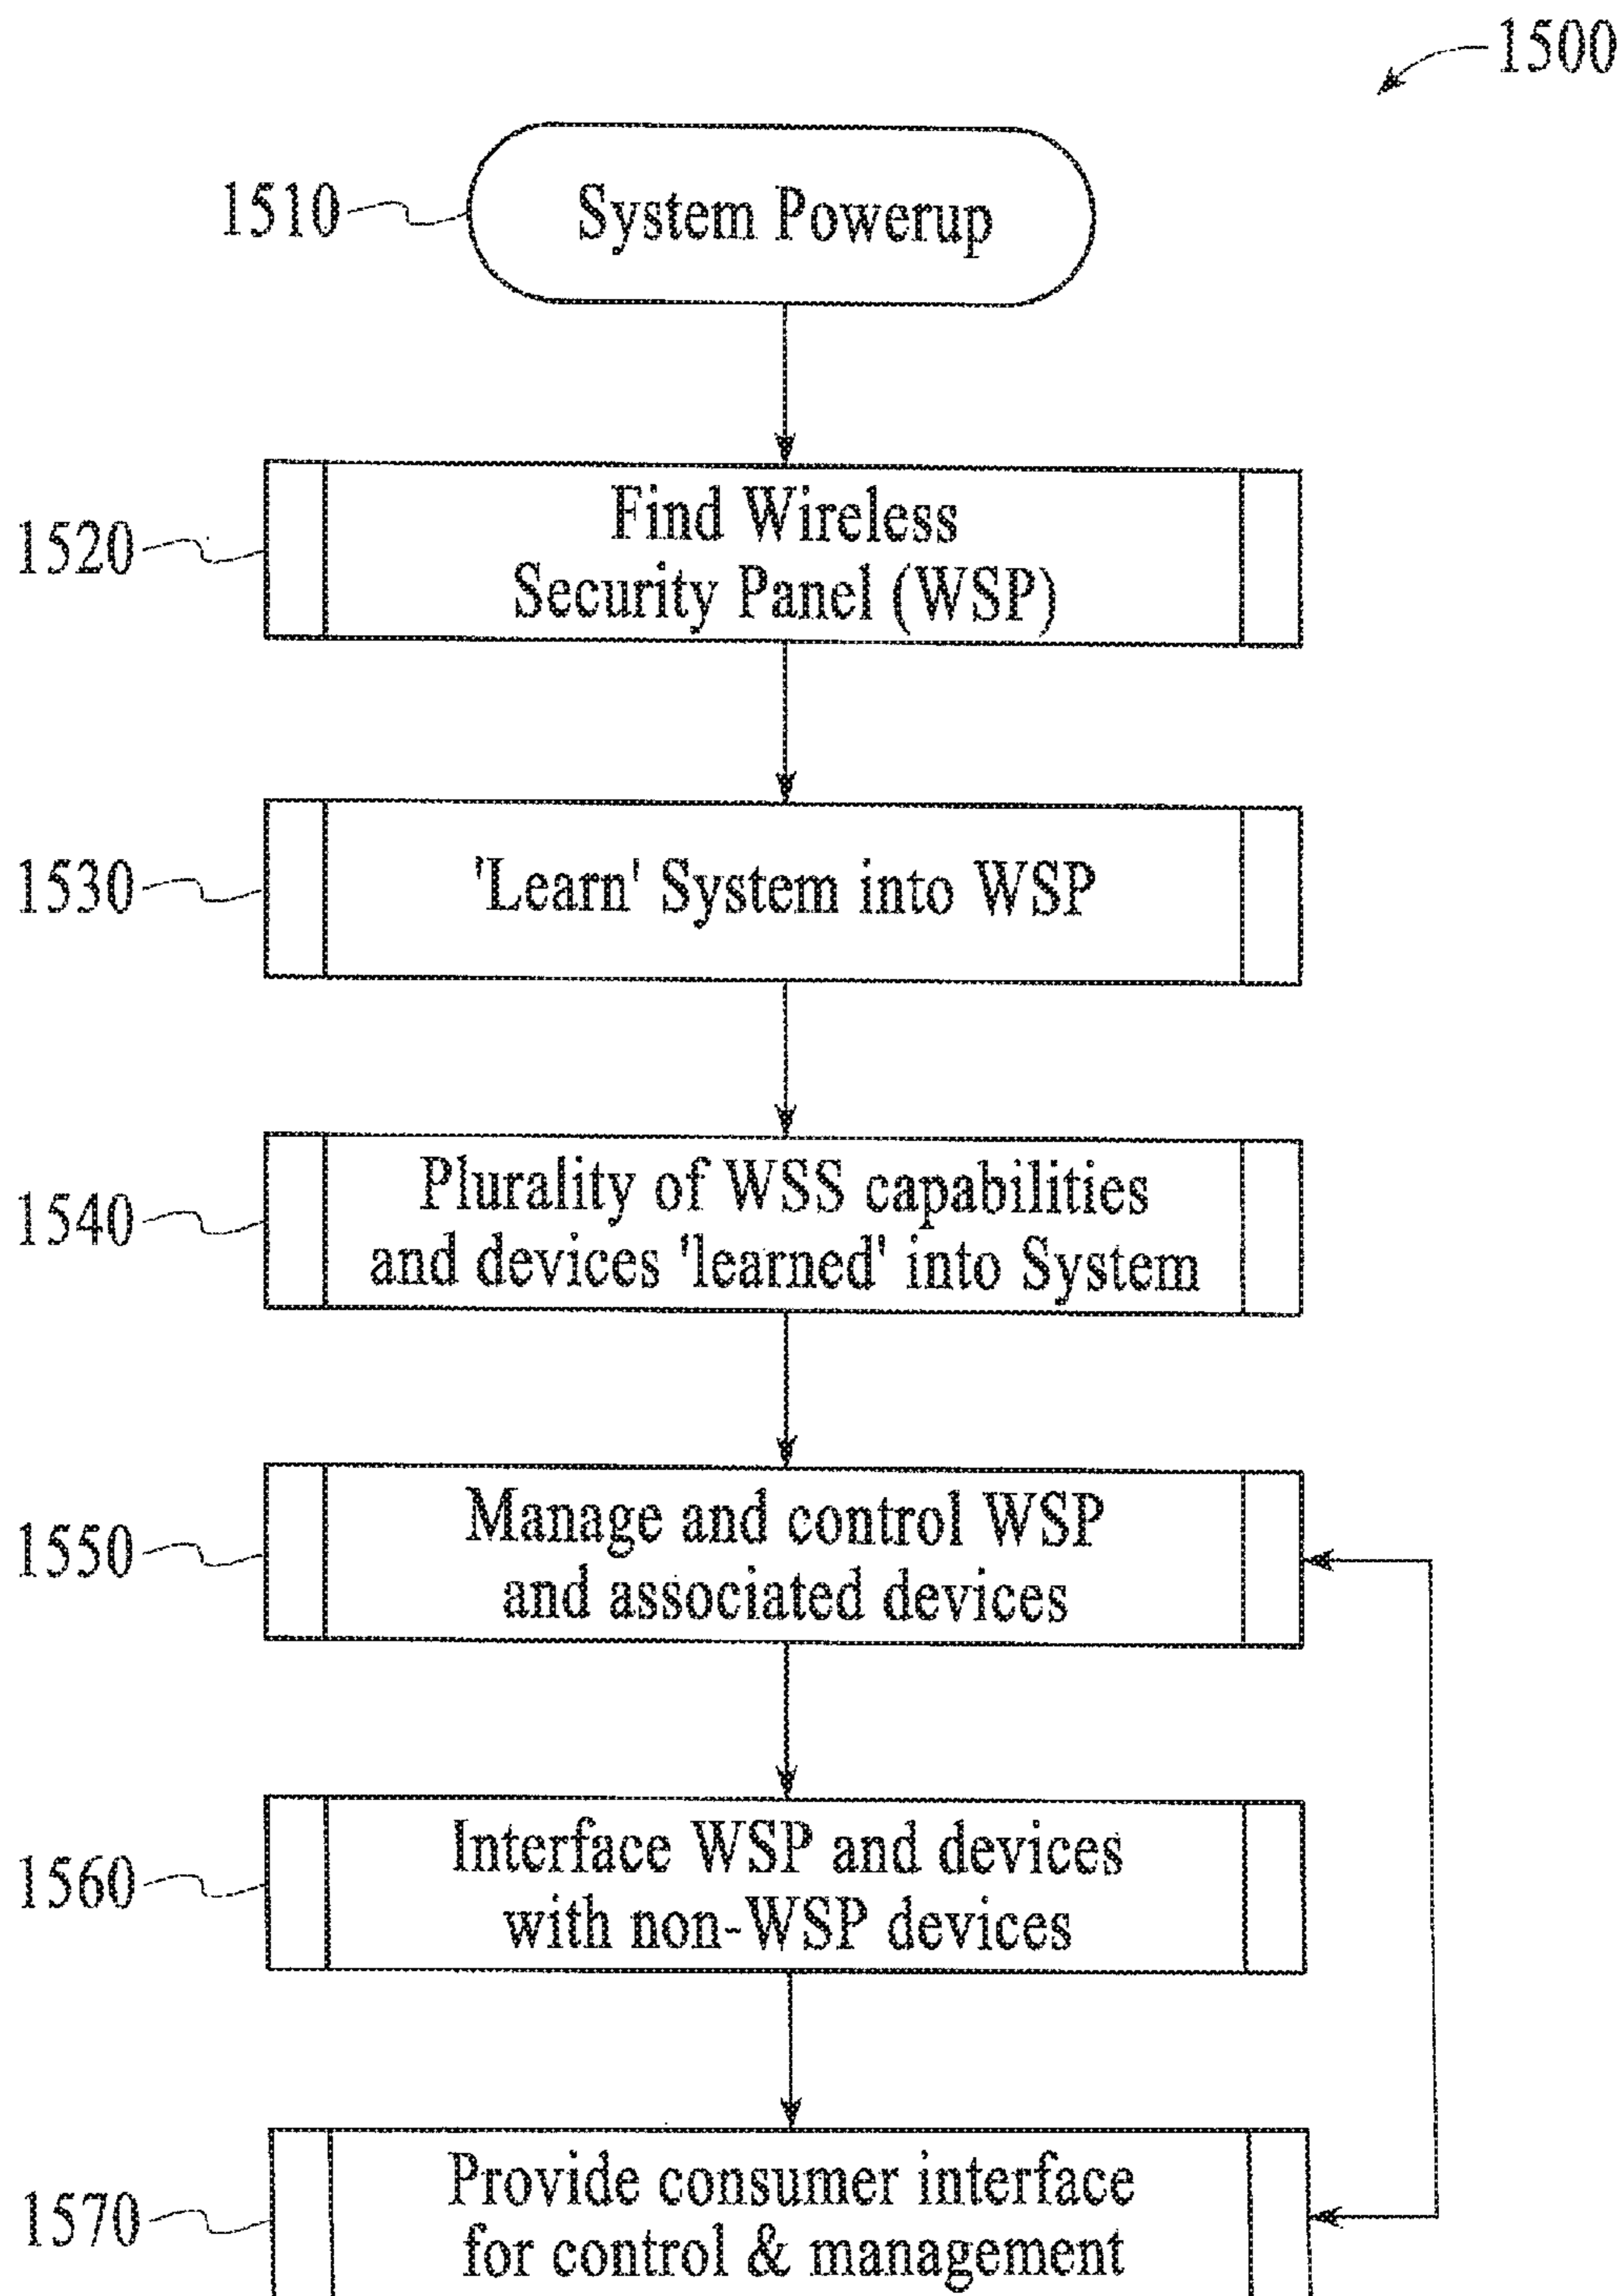 1500
1510
System Powerup
1520
Find Wireless
Security Panel (WSP)
1530
'Learn' System into WSP
1540
Plurality of WSS capabilities
and devices 'learned' into System
1550
Manage and control WSP
and associated devices
1560
Interface WSP and devices
with non-WSP devices
1570
Provide consumer interface
for control & management